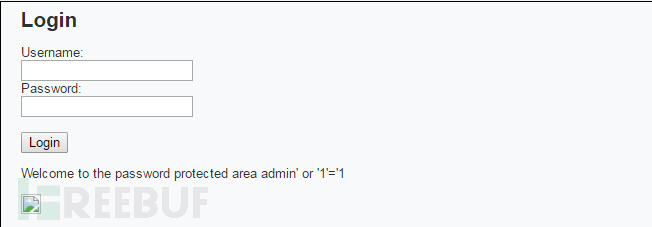 Login
Username:
Password:
Login
Welcome to the password protected area admin' or '1'='1
FREEBUF